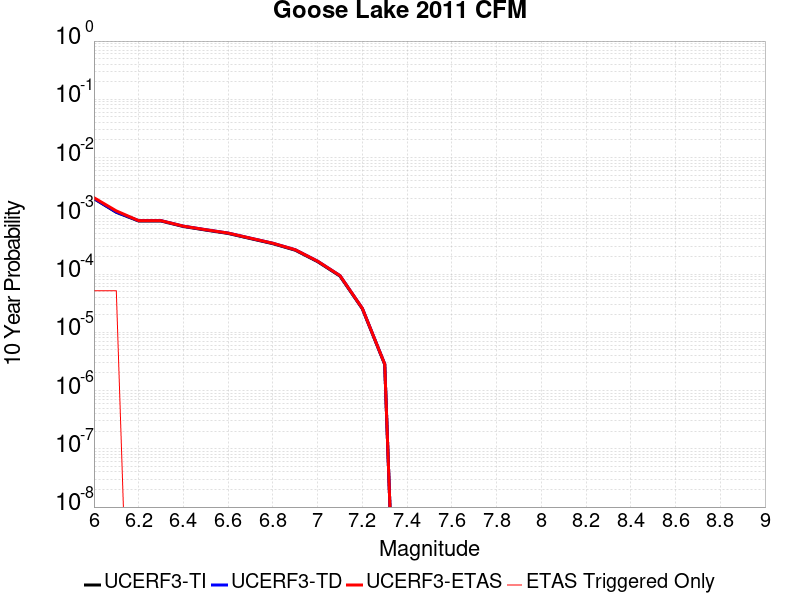 Goose Lake 2011 CFM
10 Year Probability
10^0
10^-1
10^-2
10^-3
10^-4
10^-5
10^-6
10^-7
10^-8
6 6.2 6.4 6.6 6.8 7 7.2 7.4 7.6 7.8 8 8.2 8.4 8.6 8.8 9
Magnitude
UCERF3-TI UCERF3-TD UCERF3-ETAS ETAS Triggered Only